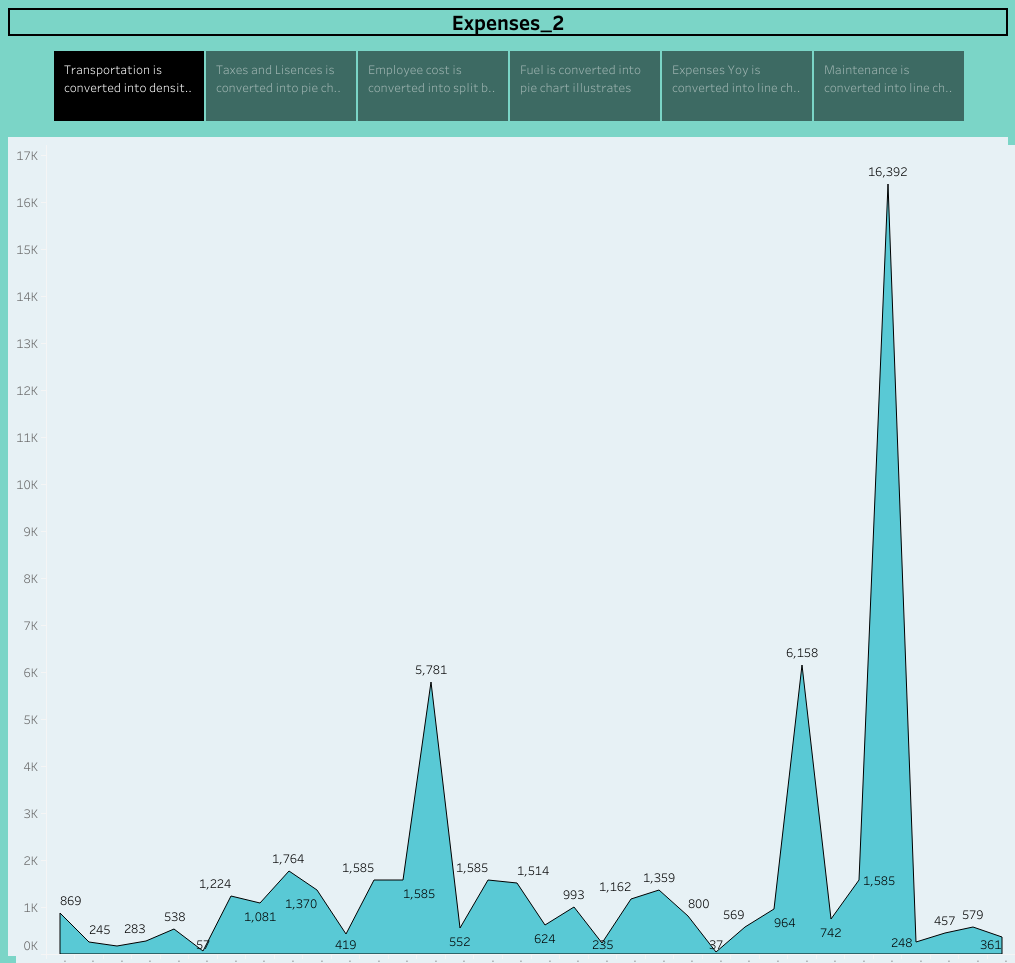 Expenses_2
Transportation is
converted into densit..
Taxes and Lisences is
converted into pie ch..
Employee cost is
converted into split b..
Fuel is converted into
pie chart illustrates
Expenses Yoy is
converted into line ch..
Maintenance is
converted into line ch..
17K
16K
15K
14K
13K
12K
11K
10K
9K
8K
7K
6K
5K
4K
3K
2K
1K
0K
869
245
283
538
57
1,224
1,081
1,764
1,370
419
1,585
1,585
5,781
552
1,585
1,514
624
993
235
1,162
1,359
800
37
569
964
6,158
742
1,585
16,392
248
457
579
361